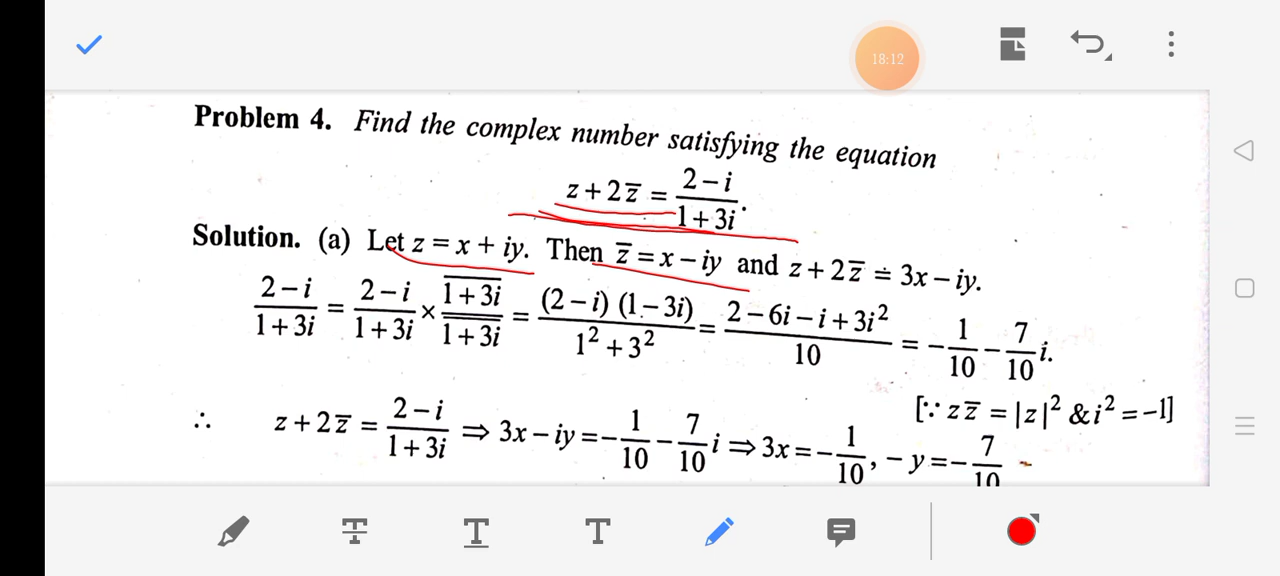 18:12
Problem 4. Find the complex number satisfying the equation
z + 2z̅ = (2 − i)/(1 + 3i).
Solution. (a) Let z = x + iy. Then z̅ = x − iy and z + 2z̅ = 3x − iy.
(2 − i)/(1 + 3i) = (2 − i)/(1 + 3i) × (1 + 3i)̅/(1 + 3i)̅ = (2 − i) (1 − 3i)/(1² + 3²) = (2 − 6i − i + 3i²)/10 = − 1/10 − 7/10 i.
[∵ z z̅ = |z|² & i² = −1]
∴ z + 2z̅ = (2 − i)/(1 + 3i) ⇒ 3x − iy = − 1/10 − 7/10 i ⇒ 3x = − 1/10, − y = − 7/10
T T T